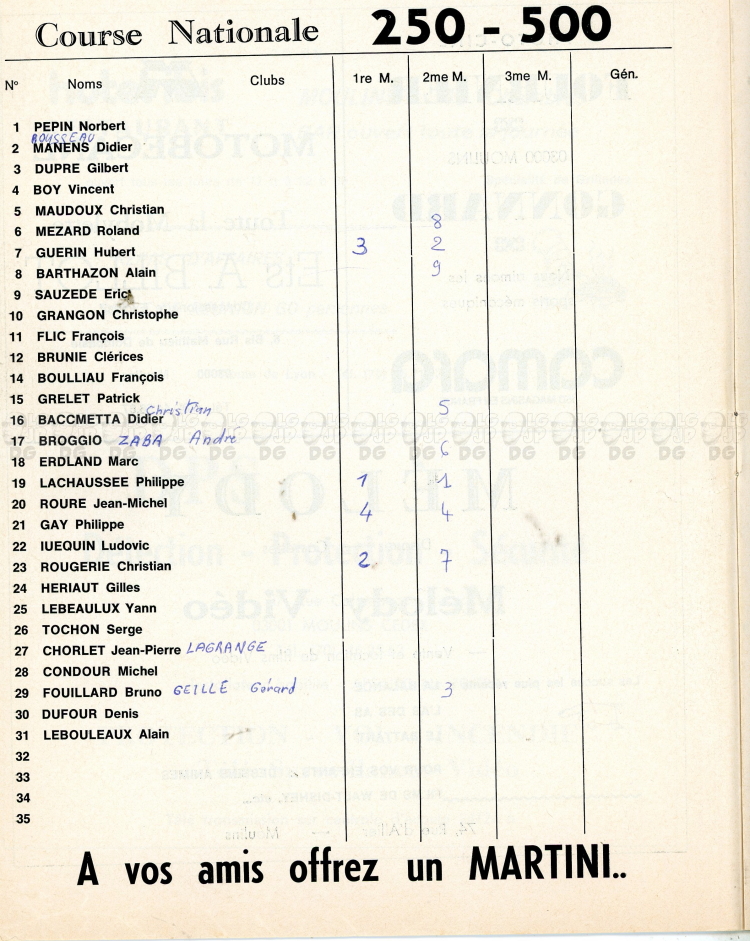 Course Nationale 250 - 500
N° Noms Clubs 1re M. 2me M. 3me M. Gén.
1 PEPIN Norbert
ROUSSEAU
2 MANENS Didier
3 DUPRE Gilbert
4 BOY Vincent
5 MAUDOUX Christian
6 MEZARD Roland 8
7 GUERIN Hubert 3 2
8 BARTHAZON Alain 9
9 SAUZEDE Eric
10 GRANGON Christophe
11 FLIC François
12 BRUNIE Clérices
14 BOULLIAU François
15 GRELET Patrick 5
16 BACCMETTA Didier Christian
17 BROGGIO ZABA André 6
18 ERDLAND Marc
19 LACHAUSSEE Philippe 1 1
20 ROURE Jean-Michel 4 4
21 GAY Philippe
22 IUEQUIN Ludovic
23 ROUGERIE Christian 2 7
24 HERIAUT Gilles
25 LEBEAULUX Yann
26 TOCHON Serge
27 CHORLET Jean-Pierre LAGRANGE
28 CONDOUR Michel
29 FOUILLARD Bruno GEILLE Gérard 3
30 DUFOUR Denis
31 LEBOULEAUX Alain
32
33
34
35
A vos amis offrez un MARTINI..